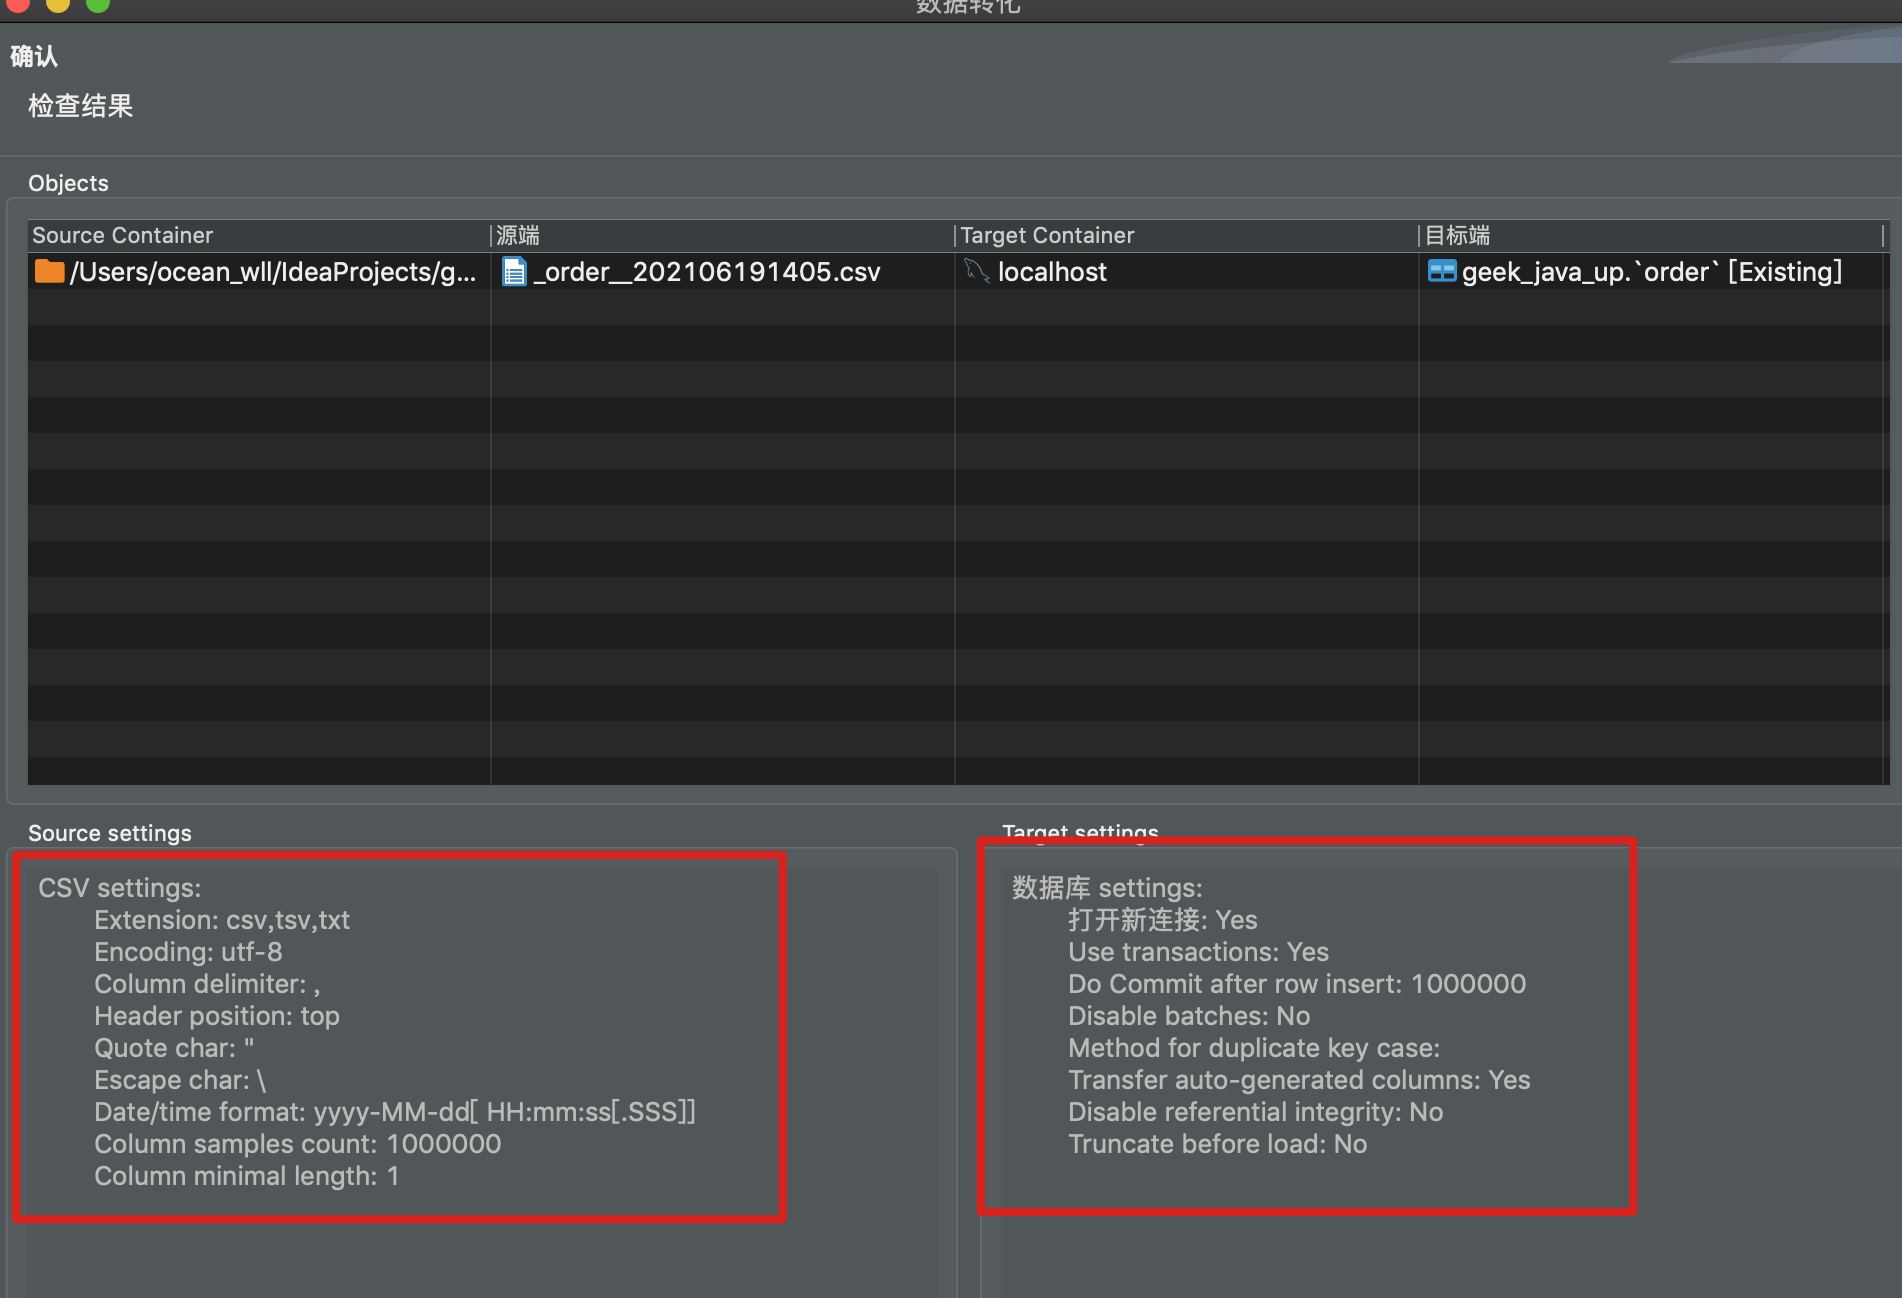 数据转化
确认
检查结果
Objects
Source Container 源端 Target Container 目标端
/Users/ocean_wll/IdeaProjects/g... _order__202106191405.csv localhost geek_java_up.`order` [Existing]
Source settings
CSV settings:
Extension: csv,tsv,txt
Encoding: utf-8
Column delimiter: ,
Header position: top
Quote char: "
Escape char: \
Date/time format: yyyy-MM-dd[ HH:mm:ss[.SSS]]
Column samples count: 1000000
Column minimal length: 1
Target settings
数据库 settings:
打开新连接: Yes
Use transactions: Yes
Do Commit after row insert: 1000000
Disable batches: No
Method for duplicate key case:
Transfer auto-generated columns: Yes
Disable referential integrity: No
Truncate before load: No